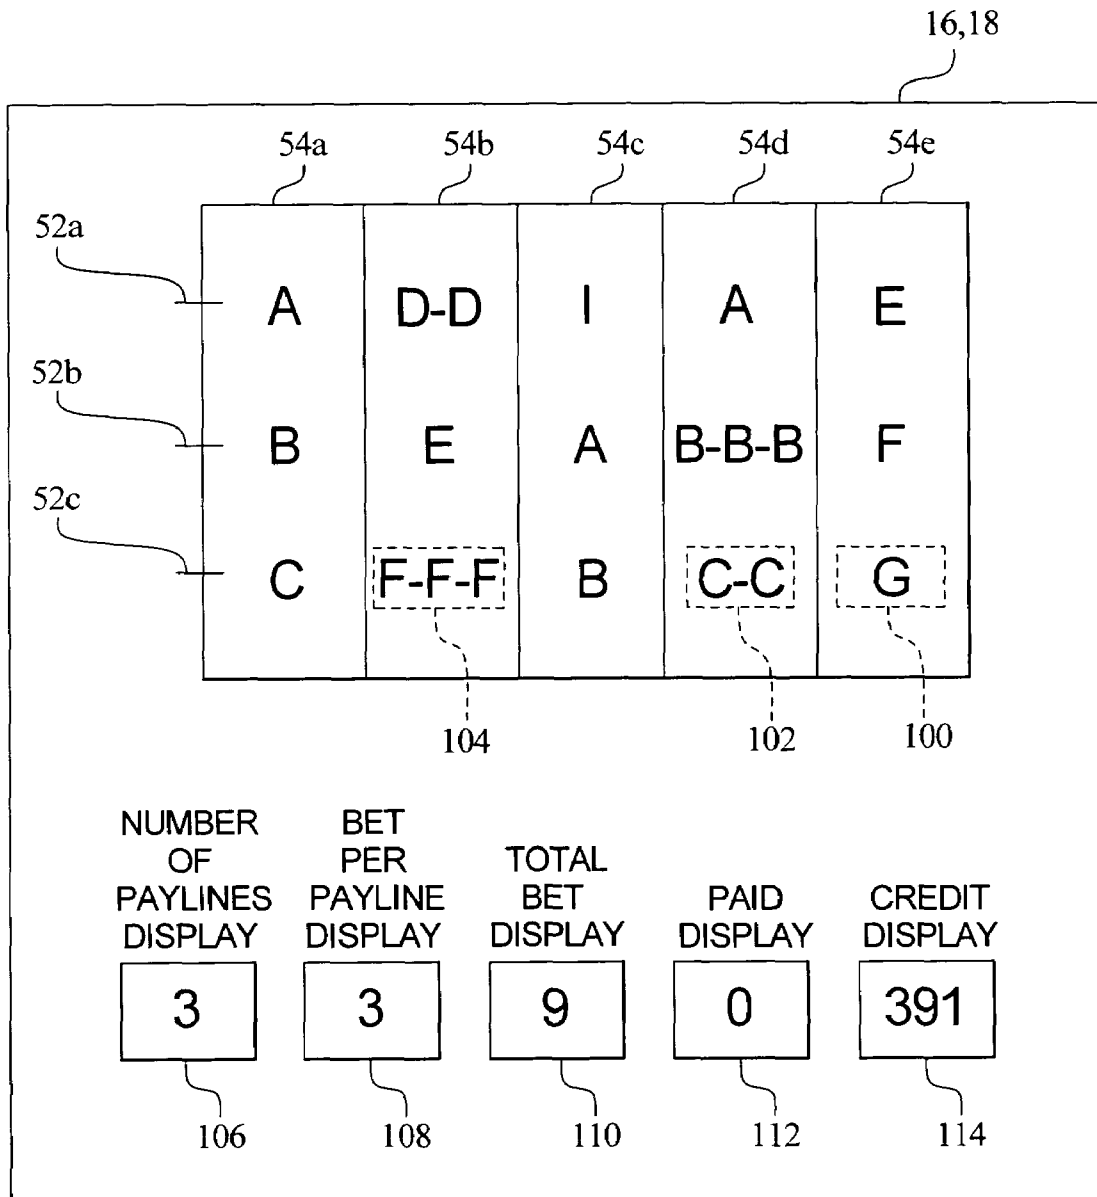 16,18
54a 54b 54c 54d 54e
52a
A D-D I A E
52b
B E A B-B-B F
52c
C F-F-F B C-C G
104 102 100
NUMBER OF PAYLINES DISPLAY
BET PER PAYLINE DISPLAY
TOTAL BET DISPLAY
PAID DISPLAY
CREDIT DISPLAY
3 3 9 0 391
106 108 110 112 114